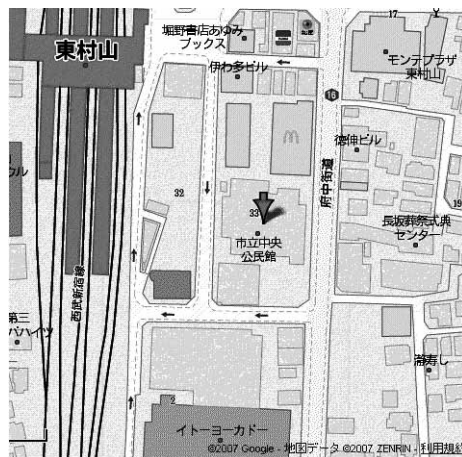 17
堀野書店あゆみ
ブックス
東村山
伊わ多ビル
モンテプラザ
東村山
16
徳伸ビル
府中街道
32
33
19
市立中央
公民館
長坂葬祭式典
センター
西武新宿線
第三
パハイツ
瀞寿し
2
イトーヨーカドー
©2007 Google - 地図データ ©2007 ZENRIN - 利用規約